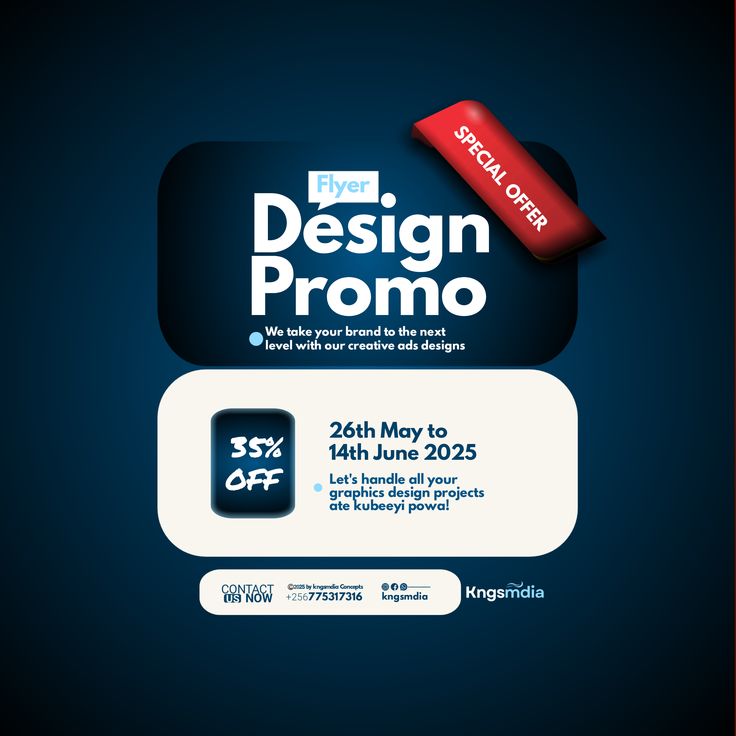 SPECIAL OFFER
Flyer
Design
Promo
We take your brand to the next
level with our creative ads designs
35%
OFF
26th May to
14th June 2025
Let's handle all your
graphics design projects
ate kubeeyi powa!
CONTACT
US NOW
©2025 by kngsmdia Concepts
+256775317316
kngsmdia
Kngsmdia